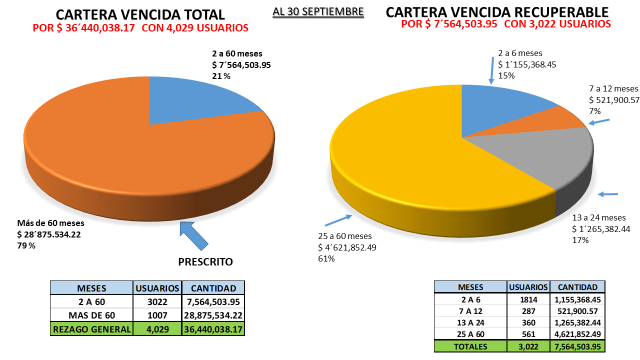 CARTERA VENCIDA TOTAL
POR $ 36´440,038.17 CON 4,029 USUARIOS
AL 30 SEPTIEMBRE
CARTERA VENCIDA RECUPERABLE
POR $ 7´564,503.95 CON 3,022 USUARIOS
2 a 60 meses
$ 7´564,503.95
21 %
Más de 60 meses
$ 28´875.534.22
79 %
PRESCRITO
2 a 6 meses
$ 1´155,368.45
15%
7 a 12 meses
$ 521,900.57
7%
13 a 24 meses
$ 1´265,382.44
17%
25 a 60 meses
$ 4´621,852.49
61%
MESES USUARIOS CANTIDAD
2 A 60 3022 7,564,503.95
MAS DE 60 1007 28,875,534.22
REZAGO GENERAL 4,029 36,440,038.17
MESES USUARIOS CANTIDAD
2 A 6 1814 1,155,368.45
7 A 12 287 521,900.57
13 A 24 360 1,265,382.44
25 A 60 561 4,621,852.49
TOTALES 3,022 7,564,503.95